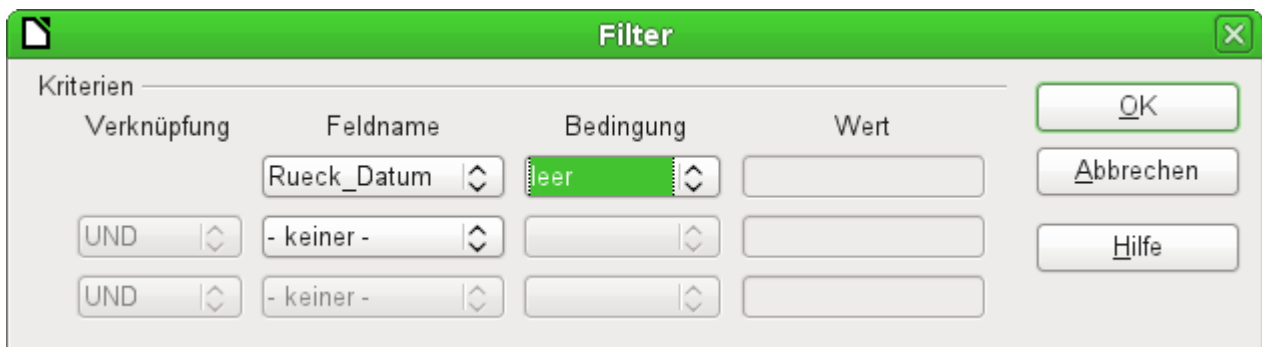 Filter
Kriterien
Verknüpfung Feldname Bedingung Wert
Rueck_Datum leer
UND - keiner -
UND - keiner -
OK
Abbrechen
Hilfe